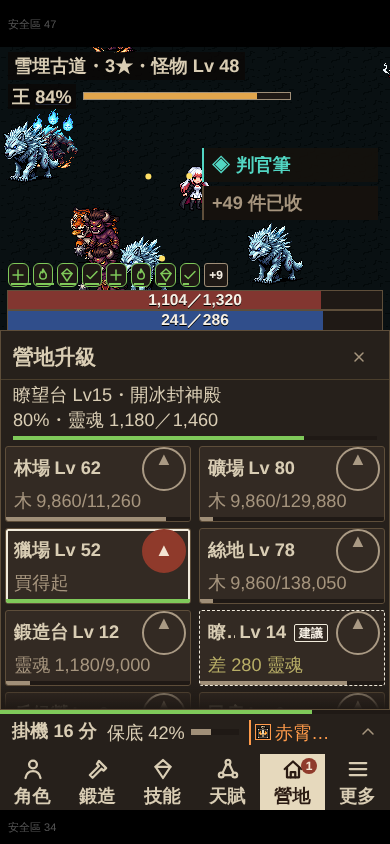 安全區 47
雪埋古道・3★・怪物 Lv 48
王 84%
◈ 判官筆
+49 件已收
+9
1,104／1,320
241／286
營地升級
×
瞭望台 Lv15・開冰封神殿
80%・靈魂 1,180／1,460
林場 Lv 62
木 9,860/11,260
礦場 Lv 80
木 9,860/129,880
獵場 Lv 52
買得起
絲地 Lv 78
木 9,860/138,050
鍛造台 Lv 12
靈魂 1,180/9,000
瞭.. Lv 14 建議
差 280 靈魂
掛機 16 分 保底 42% 赤霄…
角色 鍛造 技能 天賦 營地 1 更多
安全區 34